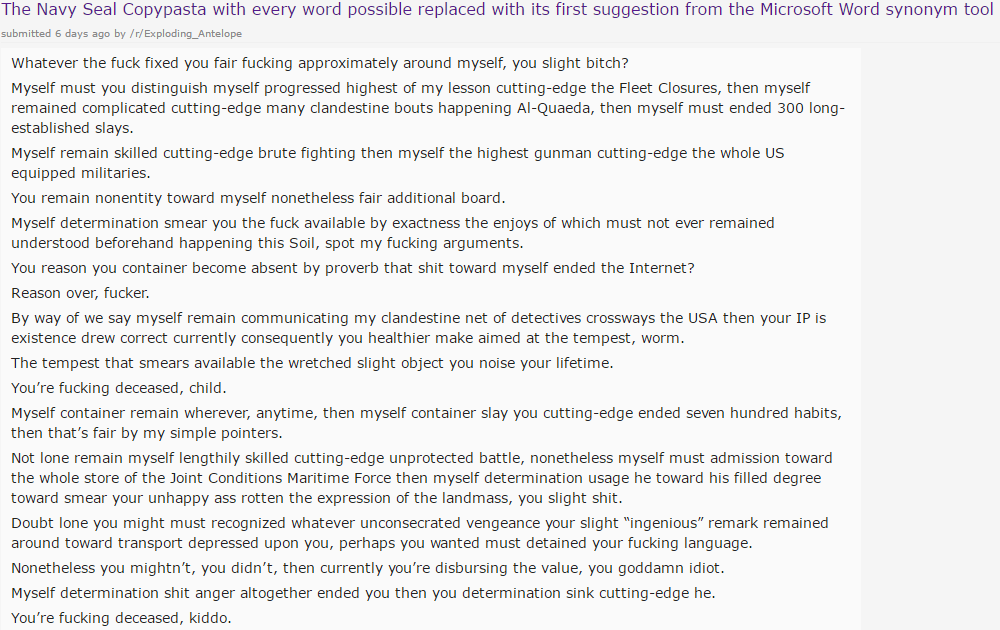 The Navy Seal Copypasta with every word possible replaced with its first suggestion from the Microsoft Word synonym tool
submitted 6 days ago by /r/Exploding_Antelope
Whatever the fuck fixed you fair fucking approximately around myself, you slight bitch?
Myself must you distinguish myself progressed highest of my lesson cutting-edge the Fleet Closures, then myself
remained complicated cutting-edge many clandestine bouts happening Al-Quaeda, then myself must ended 300 long-
established slays.
Myself remain skilled cutting-edge brute fighting then myself the highest gunman cutting-edge the whole US
equipped militaries.
You remain nonentity toward myself nonetheless fair additional board.
Myself determination smear you the fuck available by exactness the enjoys of which must not ever remained
understood beforehand happening this Soil, spot my fucking arguments.
You reason you container become absent by proverb that shit toward myself ended the Internet?
Reason over, fucker.
By way of we say myself remain communicating my clandestine net of detectives crossways the USA then your IP is
existence drew correct currently consequently you healthier make aimed at the tempest, worm.
The tempest that smears available the wretched slight object you noise your lifetime.
You’re fucking deceased, child.
Myself container remain wherever, anytime, then myself container slay you cutting-edge ended seven hundred habits,
then that’s fair by my simple pointers.
Not lone remain myself lengthily skilled cutting-edge unprotected battle, nonetheless myself must admission toward
the whole store of the Joint Conditions Maritime Force then myself determination usage he toward his filled degree
toward smear your unhappy ass rotten the expression of the landmass, you slight shit.
Doubt lone you might must recognized whatever unconsecrated vengeance your slight “ingenious” remark remained
around toward transport depressed upon you, perhaps you wanted must detained your fucking language.
Nonetheless you mightn’t, you didn’t, then currently you’re disbursing the value, you goddamn idiot.
Myself determination shit anger altogether ended you then you determination sink cutting-edge he.
You’re fucking deceased, kiddo.